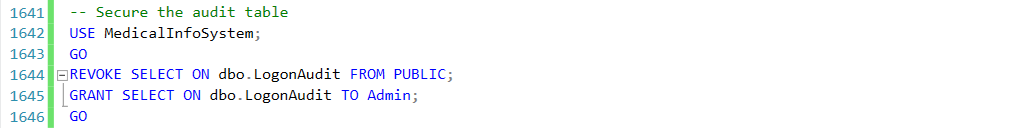 1641 -- Secure the audit table
1642 USE MedicalInfoSystem;
1643 GO
1644 REVOKE SELECT ON dbo.LogonAudit FROM PUBLIC;
1645 GRANT SELECT ON dbo.LogonAudit TO Admin;
1646 GO